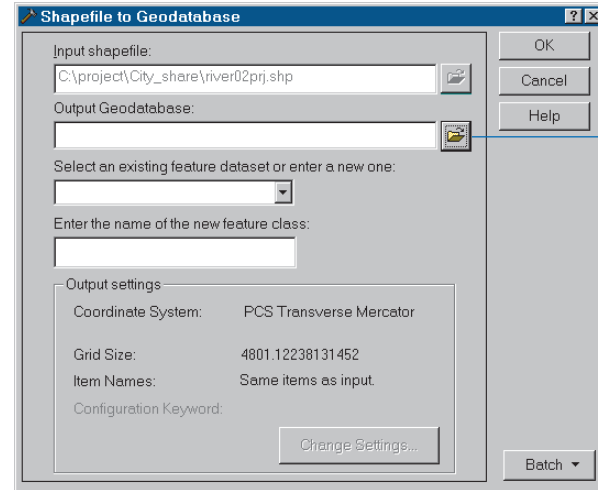 Shapefile to Geodatabase
Input shapefile:
C:\project\City_share\river02prj.shp
Output Geodatabase:
Select an existing feature dataset or enter a new one:
Enter the name of the new feature class:
Output settings
Coordinate System: PCS Transverse Mercator
Grid Size: 4801.12238131452
Item Names: Same items as input.
Configuration Keyword:
Change Settings...
OK
Cancel
Help
Batch